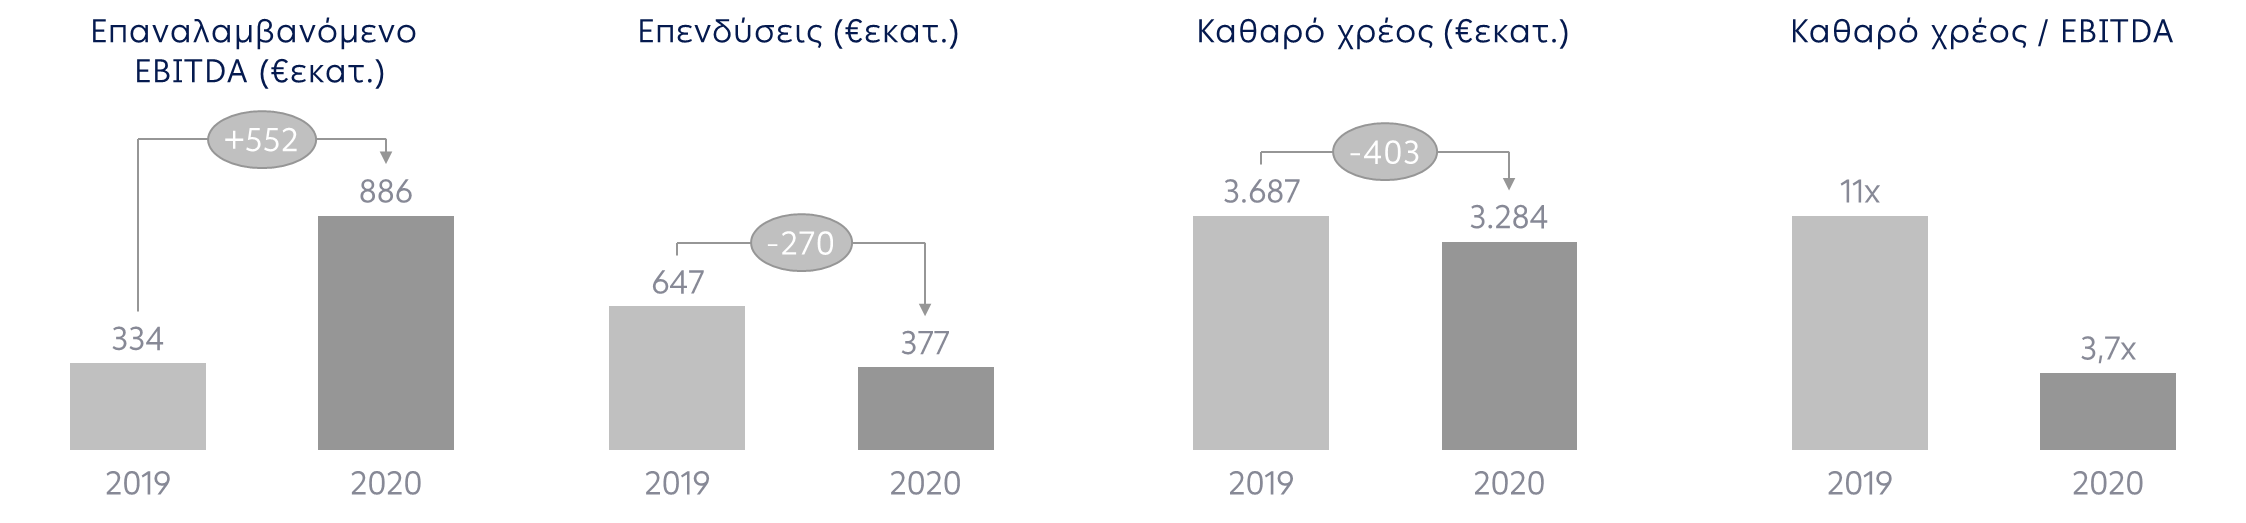 Επαναλαμβανόμενο
EBITDA (€εκατ.)
+552
886
334
2019
2020
Επενδύσεις (€εκατ.)
-270
647
377
2019
2020
Καθαρό χρέος (€εκατ.)
-403
3.687
3.284
2019
2020
Καθαρό χρέος / EBITDA
11x
3,7x
2019
2020